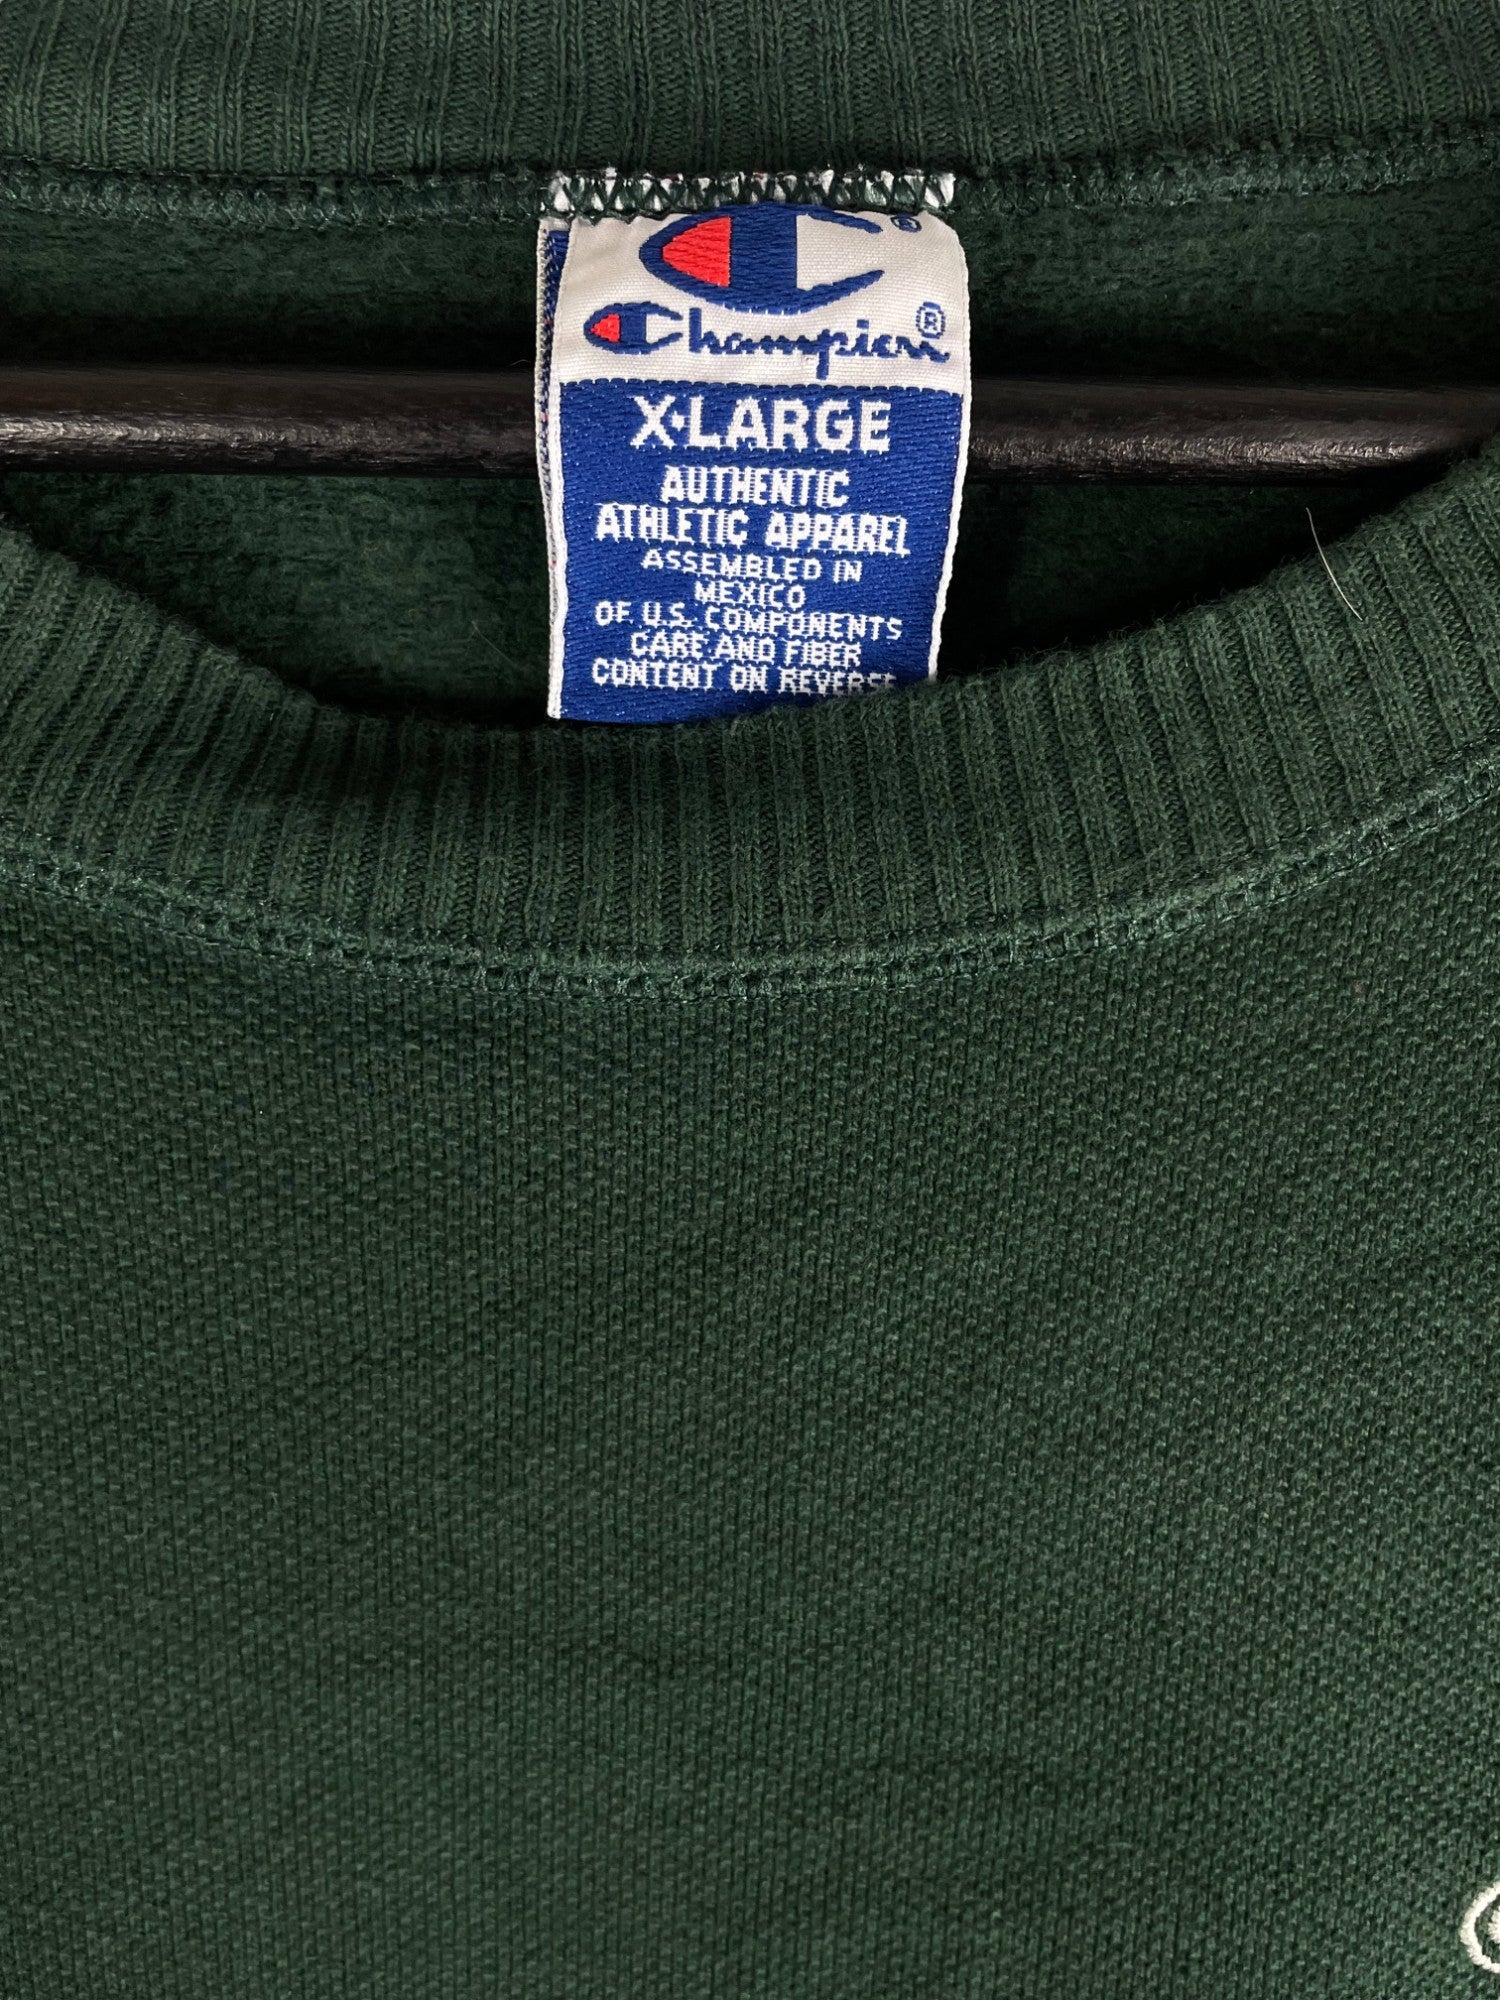 ®
Champion®
X-LARGE
AUTHENTIC
ATHLETIC APPAREL
ASSEMBLED IN
MEXICO
OF U.S. COMPONENTS
CARE AND FIBER
CONTENT ON REVERSE